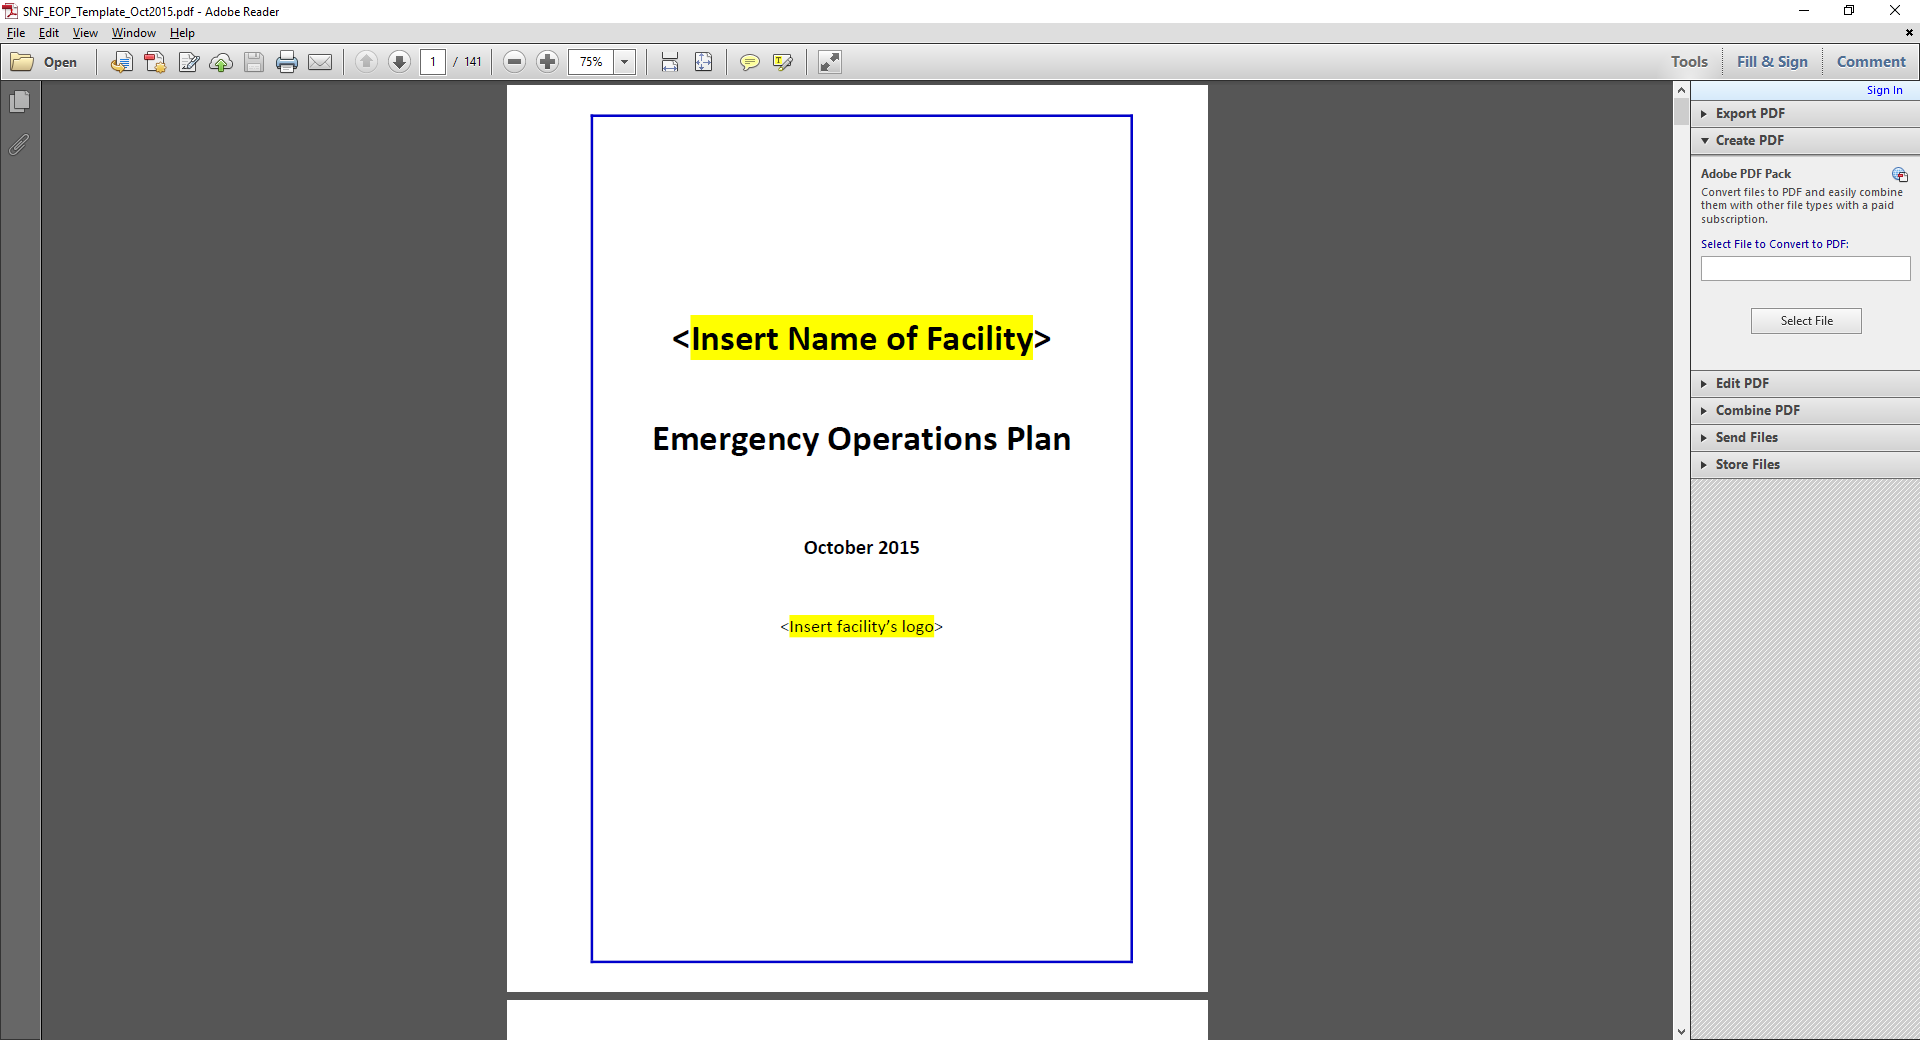 SNF_EOP_Template_Oct2015.pdf - Adobe Reader
File Edit View Window Help
Open 1 / 141 75% Tools Fill & Sign Comment
Sign In
Export PDF
Create PDF
Adobe PDF Pack
Convert files to PDF and easily combine
them with other file types with a paid
subscription.
Select File to Convert to PDF:
Select File
Edit PDF
Combine PDF
Send Files
Store Files
<Insert Name of Facility>
Emergency Operations Plan
October 2015
<Insert facility’s logo>